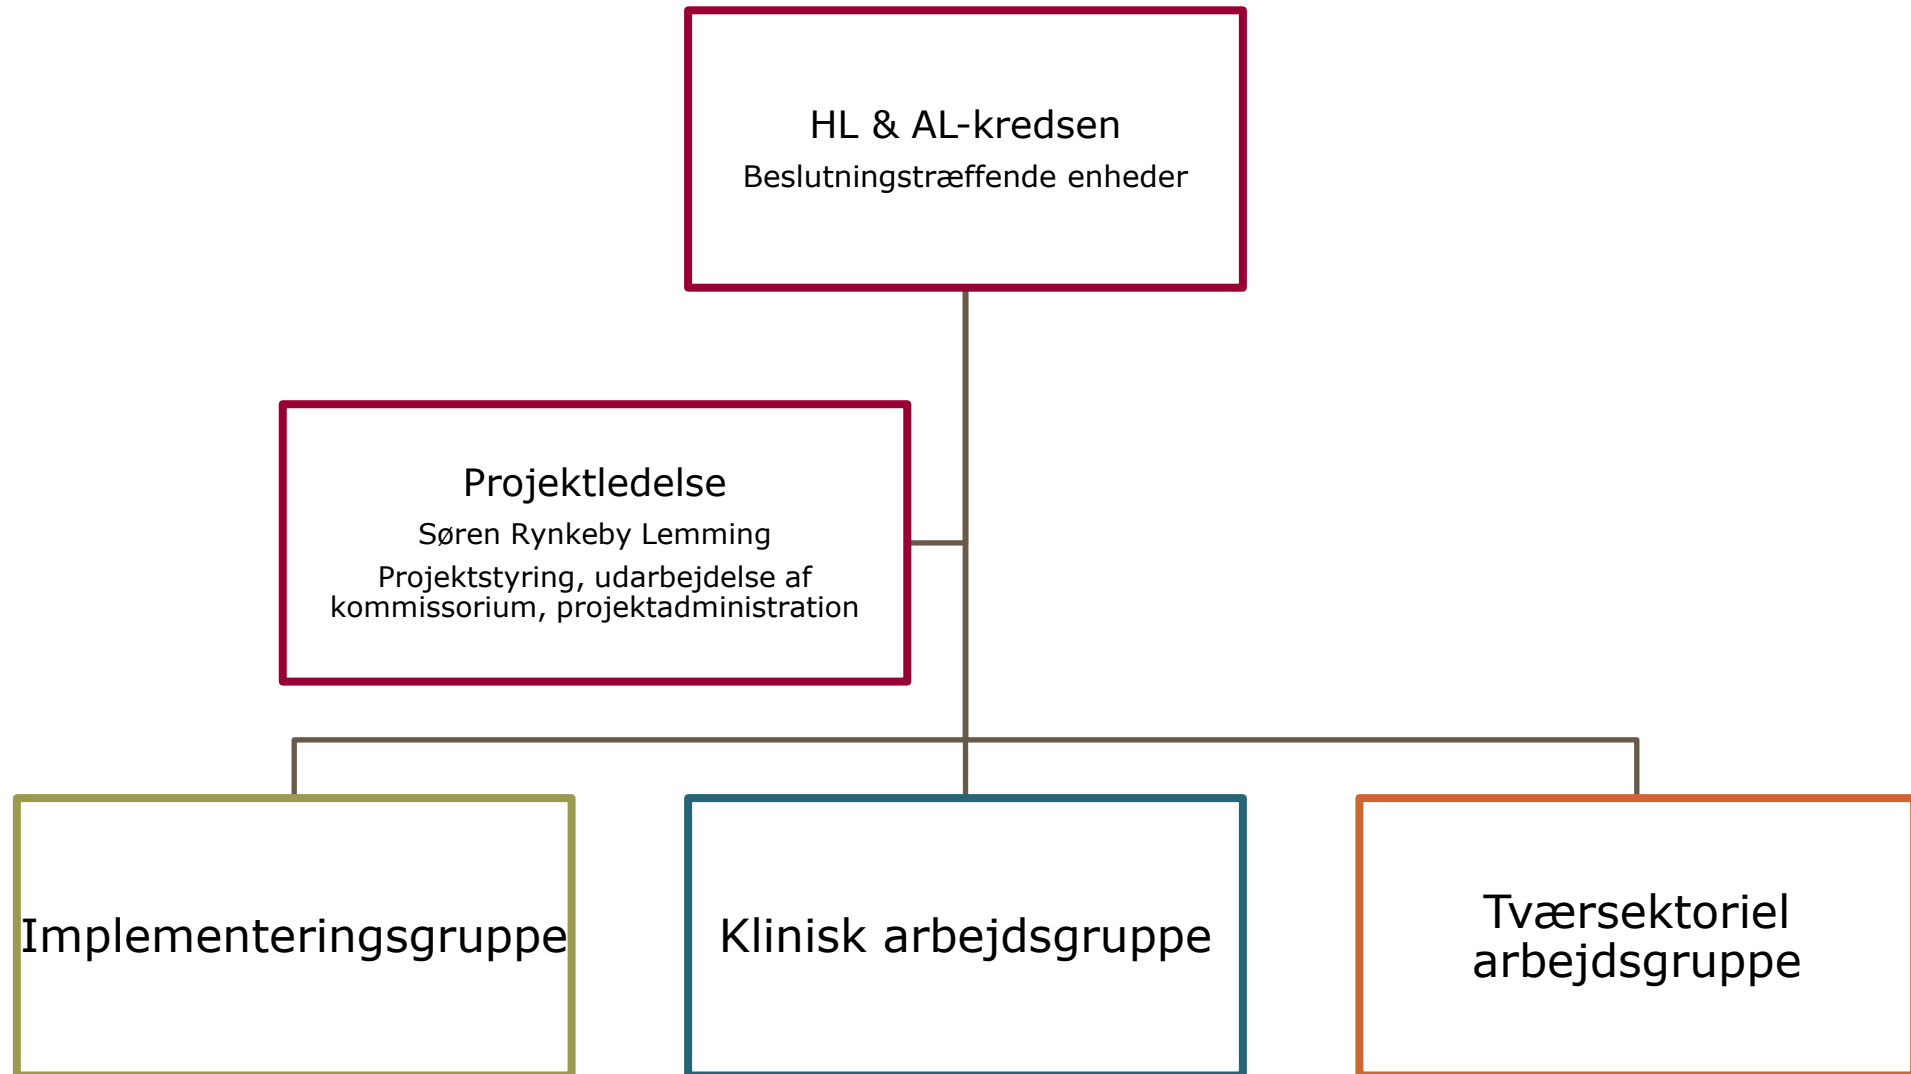 HL & AL-kredsen
Beslutningstræffende enheder
Projektledelse
Søren Rynkeby Lemming
Projektstyring, udarbejdelse af
kommissorium, projektadministration
Implementeringsgruppe
Klinisk arbejdsgruppe
Tværsektoriel
arbejdsgruppe